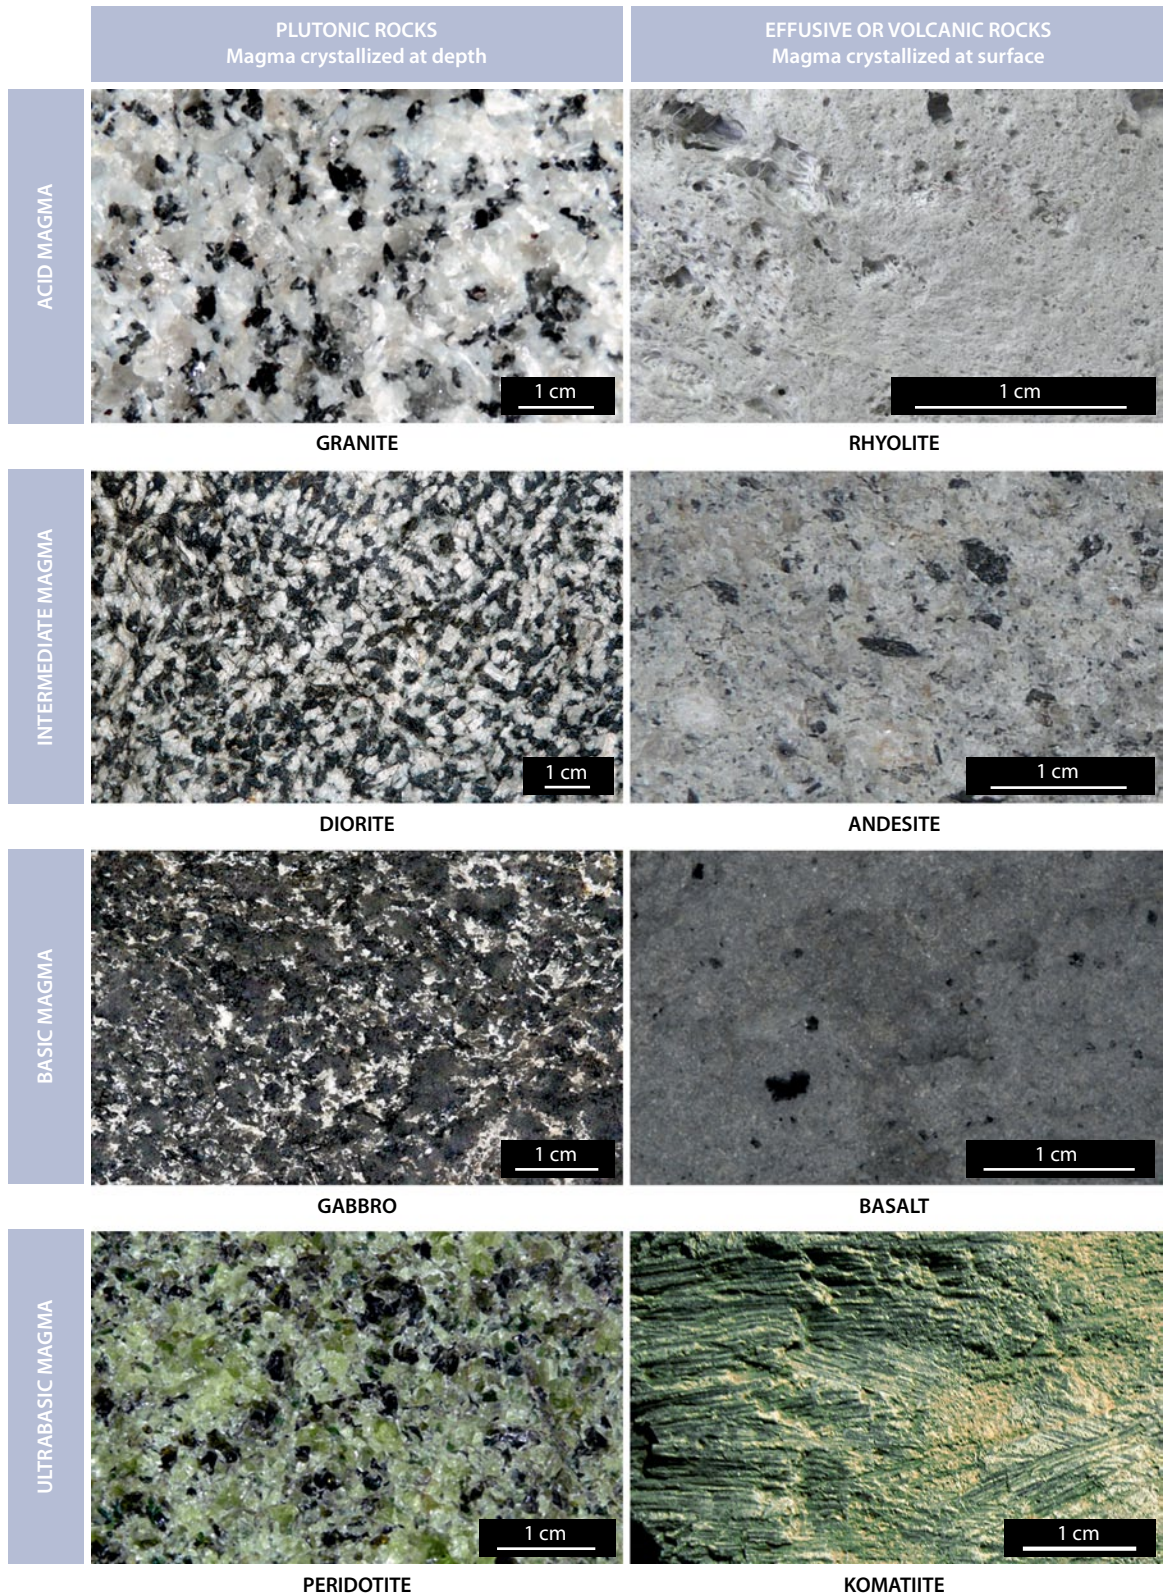 PLUTONIC ROCKS
Magma crystallized at depth
EFFUSIVE OR VOLCANIC ROCKS
Magma crystallized at surface
ACID MAGMA
1 cm
1 cm
GRANITE
RHYOLITE
INTERMEDIATE MAGMA
1 cm
1 cm
DIORITE
ANDESITE
BASIC MAGMA
1 cm
1 cm
GABBRO
BASALT
ULTRABASIC MAGMA
1 cm
1 cm
PERIDOTITE
KOMATIITE